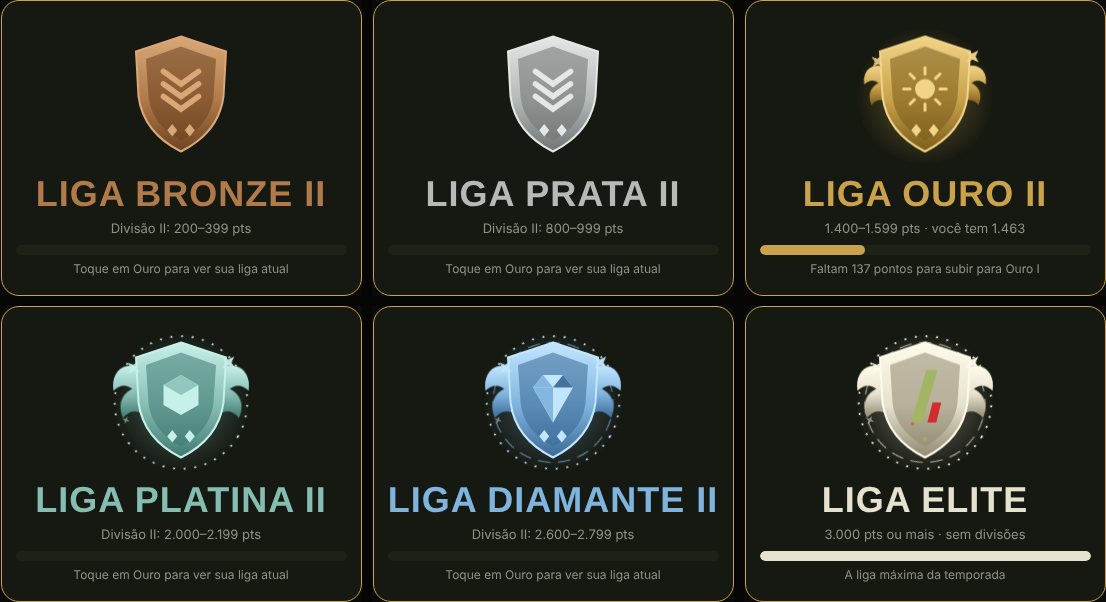 LIGA BRONZE II
Divisão II: 200–399 pts
Toque em Ouro para ver sua liga atual
LIGA PRATA II
Divisão II: 800–999 pts
Toque em Ouro para ver sua liga atual
LIGA OURO II
1.400–1.599 pts · você tem 1.463
Faltam 137 pontos para subir para Ouro I
LIGA PLATINA II
Divisão II: 2.000–2.199 pts
Toque em Ouro para ver sua liga atual
LIGA DIAMANTE II
Divisão II: 2.600–2.799 pts
Toque em Ouro para ver sua liga atual
LIGA ELITE
3.000 pts ou mais · sem divisões
A liga máxima da temporada